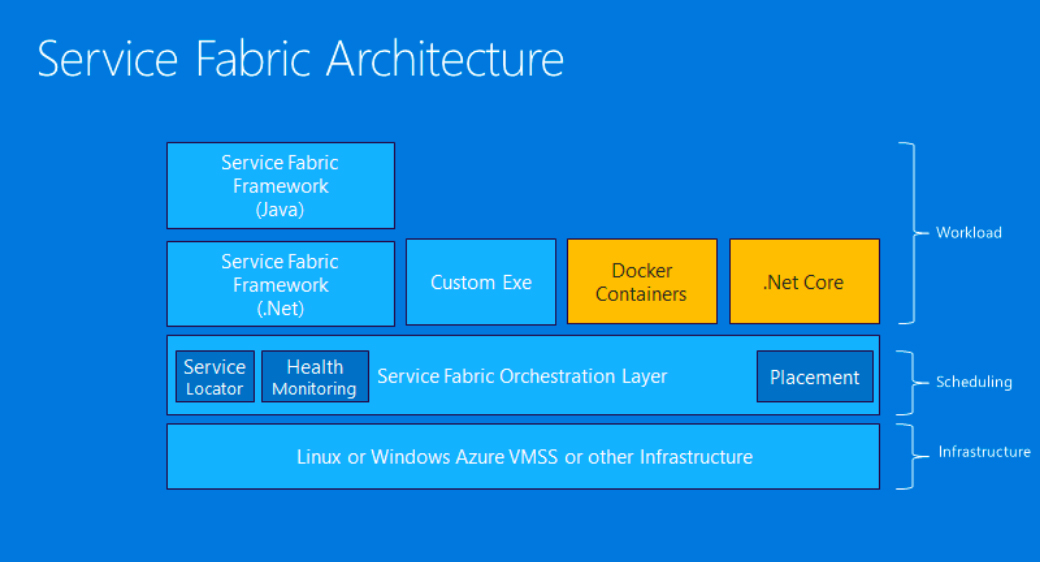 Service Fabric Architecture
Service Fabric
Framework
(Java)
Service Fabric
Framework
(.Net)
Custom Exe
Docker
Containers
.Net Core
Workload
Service
Locator
Health
Monitoring
Service Fabric Orchestration Layer
Placement
Scheduling
Linux or Windows Azure VMSS or other Infrastructure
Infrastructure